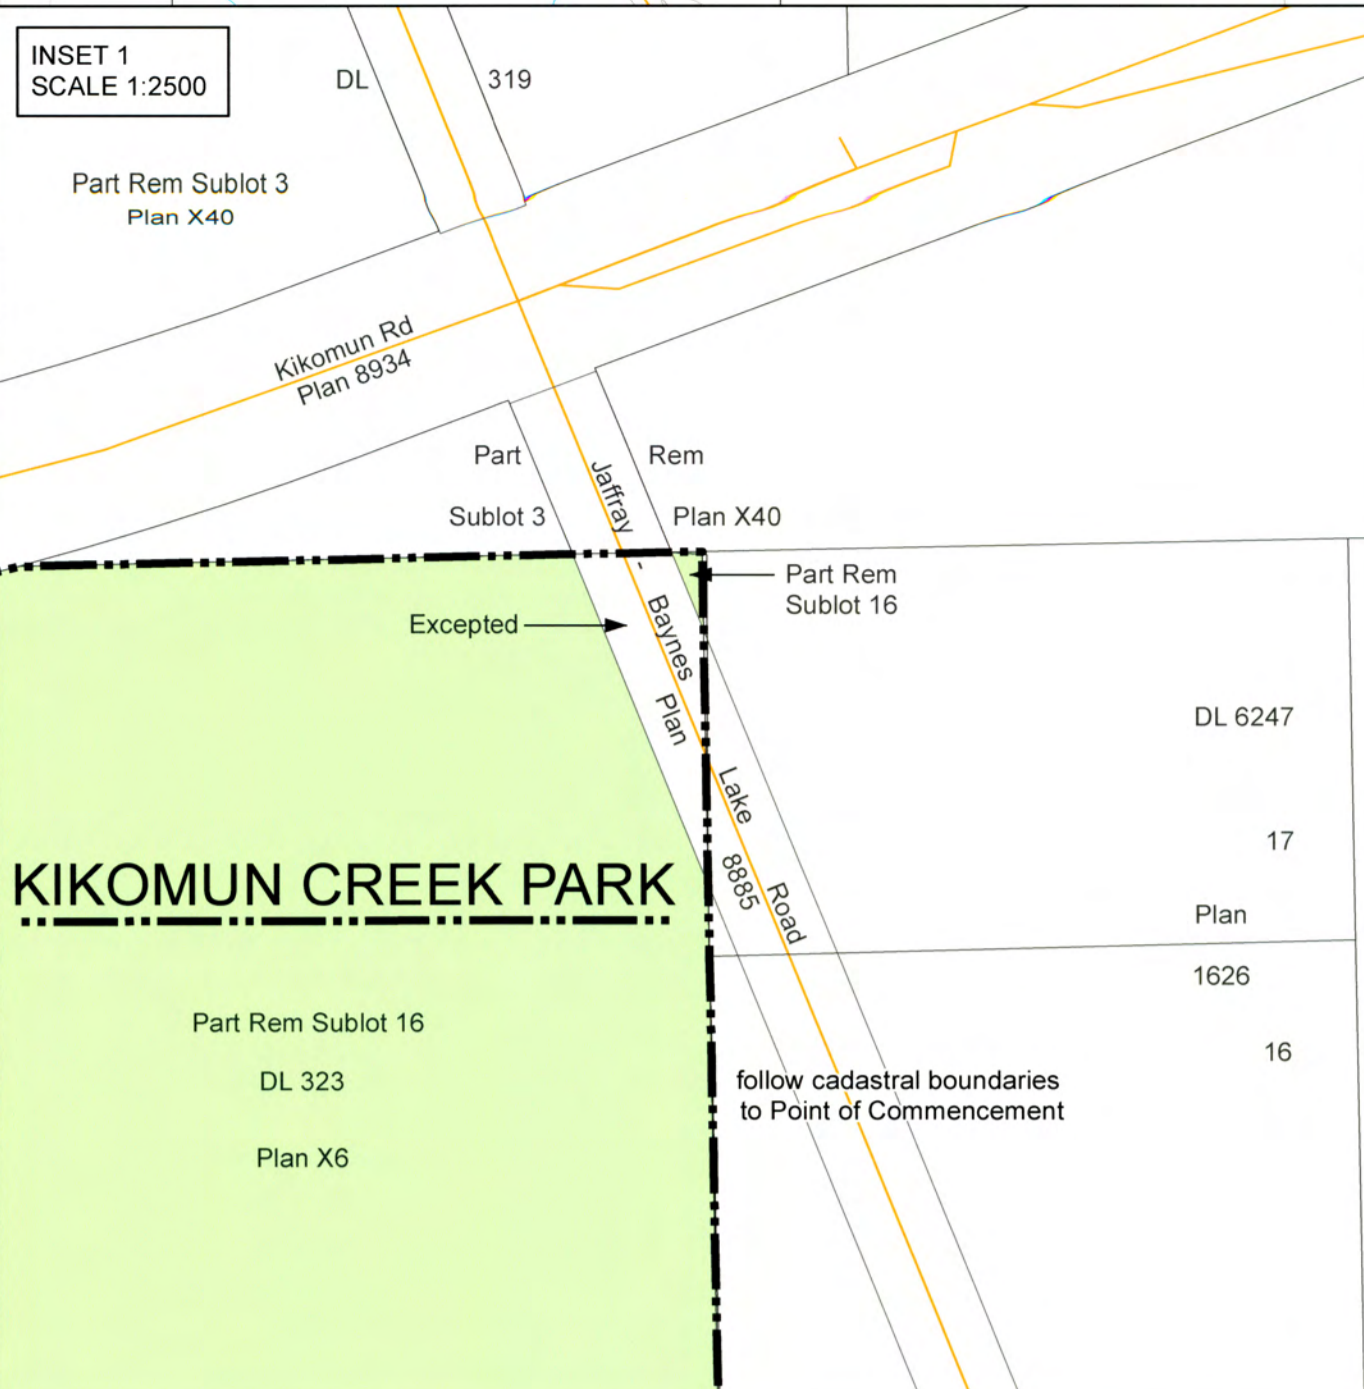 INSET 1
SCALE 1:2500
DL 319
Part Rem Sublot 3
Plan X40
Kikomun Rd
Plan 8934
Part Rem
Sublot 3 Plan X40
Jaffray - Baynes Lake Road
Plan 8885
Part Rem
Sublot 16
Excepted
DL 6247
17
Plan
1626
16
KIKOMUN CREEK PARK
Part Rem Sublot 16
DL 323
Plan X6
follow cadastral boundaries
to Point of Commencement